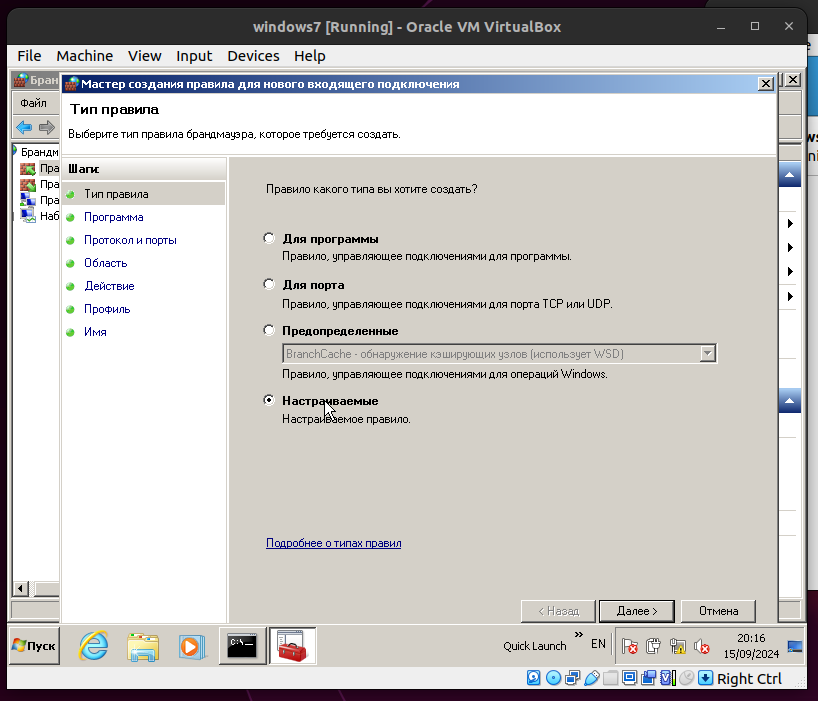 windows7 [Running] - Oracle VM VirtualBox
File Machine View Input Devices Help
Бран
Мастер создания правила для нового входящего подключения
Файл
Тип правила
Выберите тип правила брандмауэра, которое требуется создать.
Брандм
Пра
Пра
Пра
Наб
Шаги:
Тип правила
Программа
Протокол и порты
Область
Действие
Профиль
Имя
Правило какого типа вы хотите создать?
Для программы
Правило, управляющее подключениями для программы.
Для порта
Правило, управляющее подключениями для порта TCP или UDP.
Предопределенные
BranchCache - обнаружение кэширующих узлов (использует WSD)
Правило, управляющее подключениями для операций Windows.
Настраиваемые
Настраиваемое правило.
Подробнее о типах правил
< Назад
Далее >
Отмена
Пуск
C:\-
Quick Launch
EN
20:16
15/09/2024
Right Ctrl